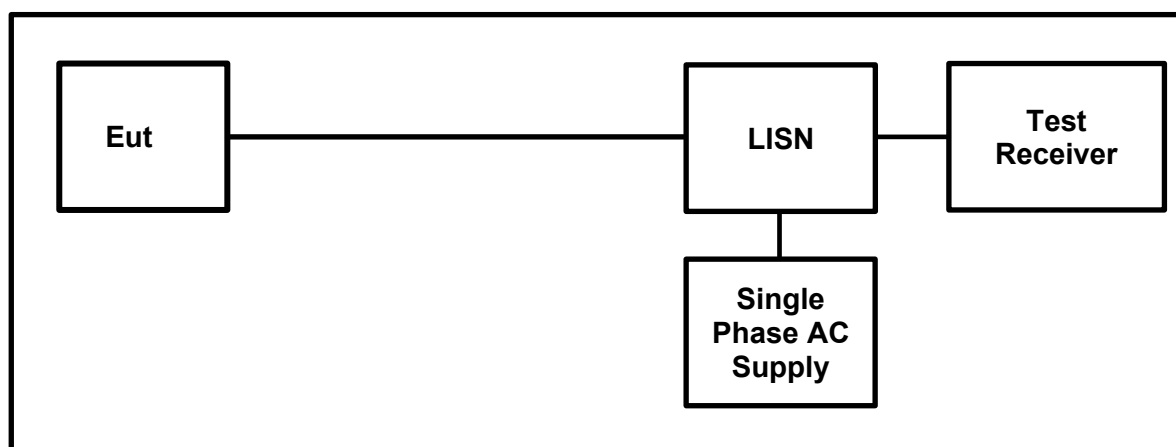 Eut
LISN
Test
Receiver
Single
Phase AC
Supply